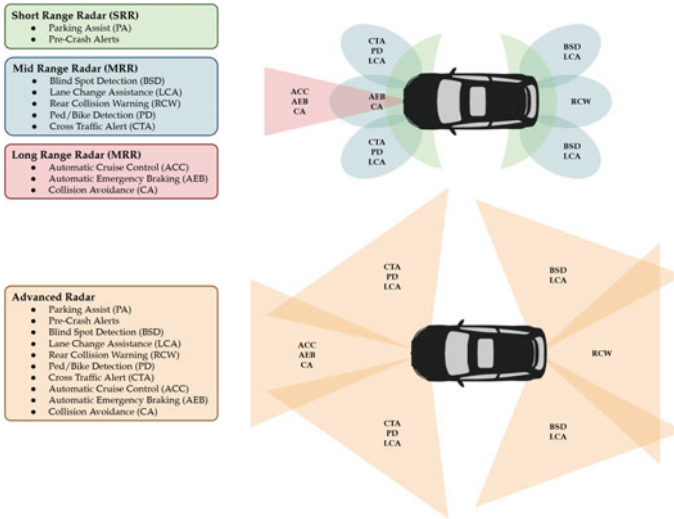 Short Range Radar (SRR)
● Parking Assist (PA)
● Pre-Crash Alerts
Mid Range Radar (MRR)
● Blind Spot Detection (BSD)
● Lane Change Assistance (LCA)
● Rear Collision Warning (RCW)
● Ped/Bike Detection (PD)
● Cross Traffic Alert (CTA)
Long Range Radar (MRR)
● Automatic Cruise Control (ACC)
● Automatic Emergency Braking (AEB)
● Collision Avoidance (CA)
CTA
PD
LCA
BSD
LCA
ACC
AEB
CA
AEB
CA
RCW
CTA
PD
LCA
BSD
LCA
Advanced Radar
● Parking Assist (PA)
● Pre-Crash Alerts
● Blind Spot Detection (BSD)
● Lane Change Assistance (LCA)
● Rear Collision Warning (RCW)
● Ped/Bike Detection (PD)
● Cross Traffic Alert (CTA)
● Automatic Cruise Control (ACC)
● Automatic Emergency Braking (AEB)
● Collision Avoidance (CA)
CTA
PD
LCA
BSD
LCA
ACC
AEB
CA
RCW
CTA
PD
LCA
BSD
LCA